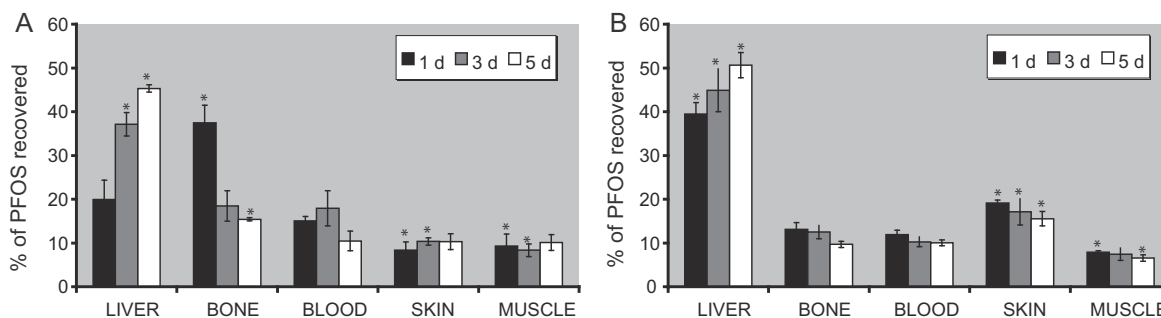 A
% of PFOS recovered
60
50
40
30
20
10
0
1 d 3 d 5 d
* * * * * * * *
LIVER BONE BLOOD SKIN MUSCLE
B
% of PFOS recovered
60
50
40
30
20
10
0
1 d 3 d 5 d
* * * * * * * *
LIVER BONE BLOOD SKIN MUSCLE